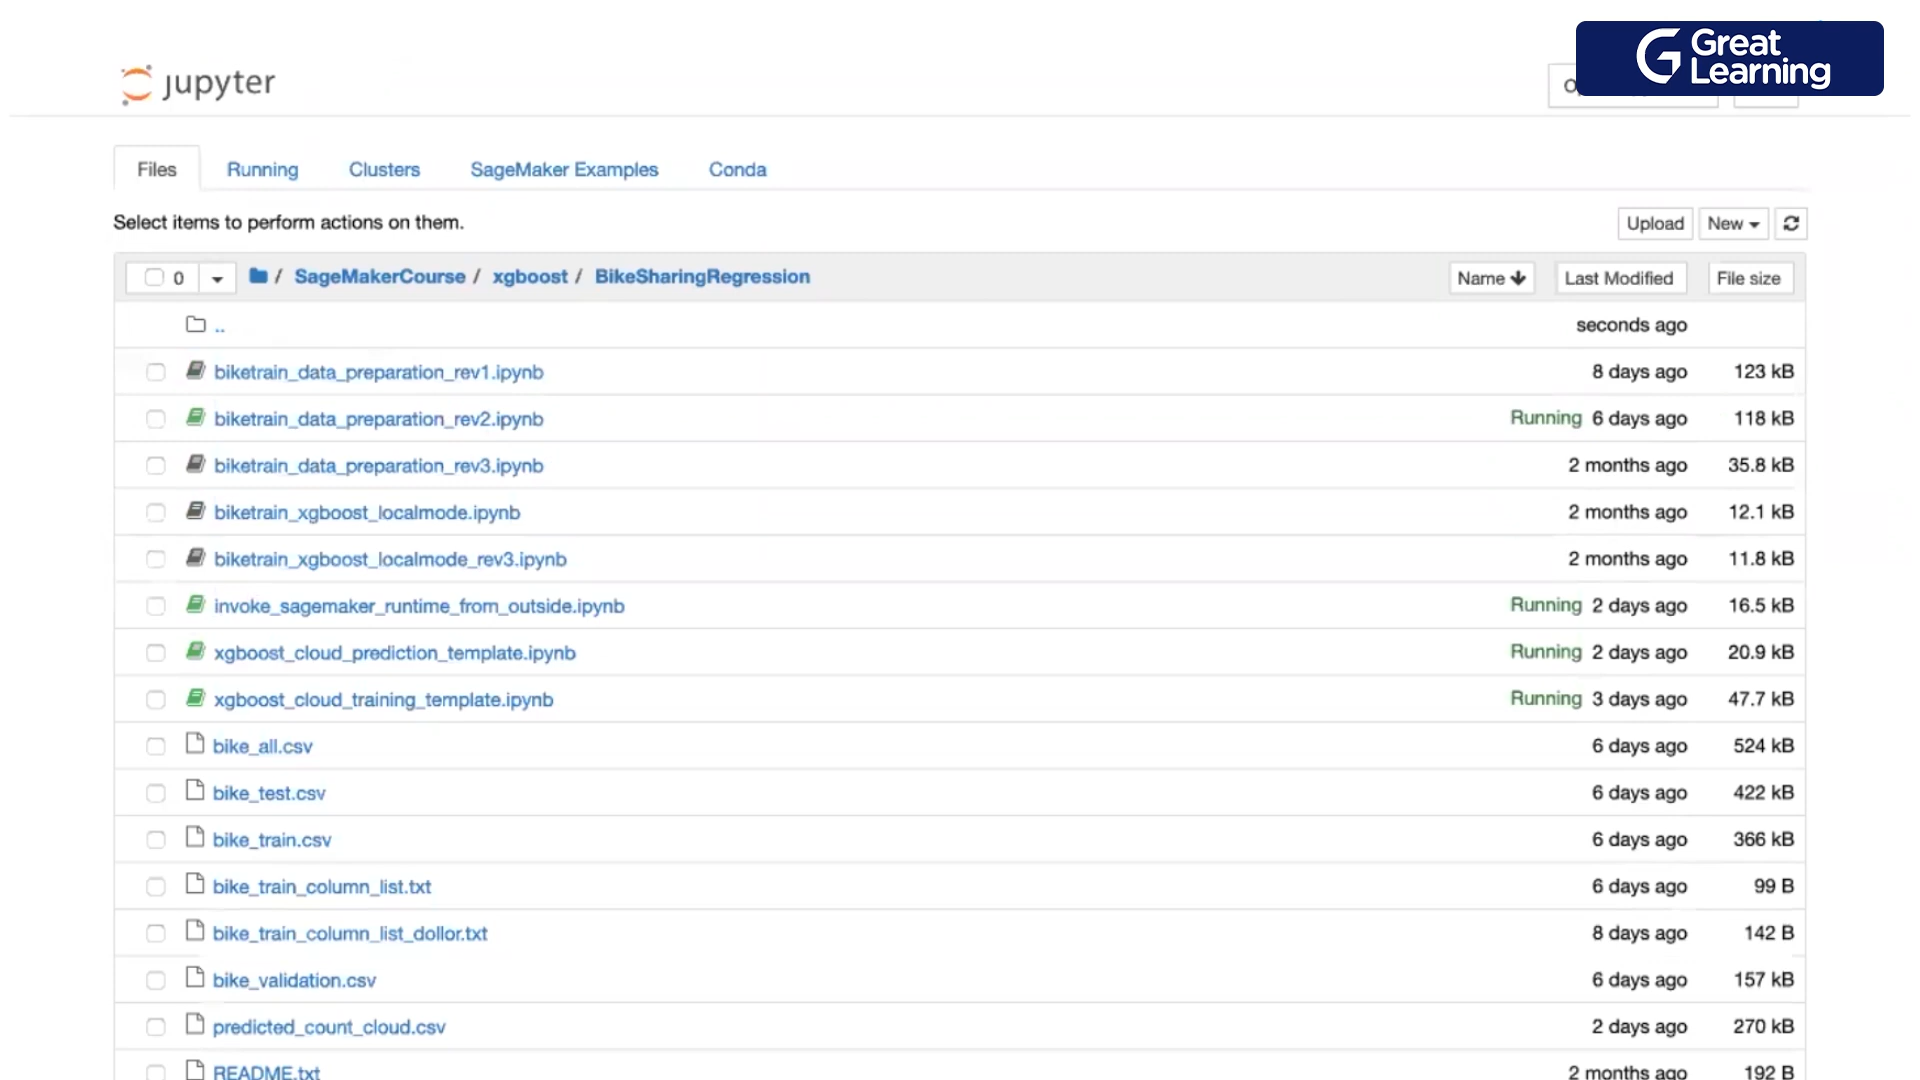 Great
Learning
jupyter
Files Running Clusters SageMaker Examples Conda
Select items to perform actions on them.
Upload New
0 / SageMakerCourse / xgboost / BikeSharingRegression Name Last Modified File size
.. seconds ago
biketrain_data_preparation_rev1.ipynb 8 days ago 123 kB
biketrain_data_preparation_rev2.ipynb Running 6 days ago 118 kB
biketrain_data_preparation_rev3.ipynb 2 months ago 35.8 kB
biketrain_xgboost_localmode.ipynb 2 months ago 12.1 kB
biketrain_xgboost_localmode_rev3.ipynb 2 months ago 11.8 kB
invoke_sagemaker_runtime_from_outside.ipynb Running 2 days ago 16.5 kB
xgboost_cloud_prediction_template.ipynb Running 2 days ago 20.9 kB
xgboost_cloud_training_template.ipynb Running 3 days ago 47.7 kB
bike_all.csv 6 days ago 524 kB
bike_test.csv 6 days ago 422 kB
bike_train.csv 6 days ago 366 kB
bike_train_column_list.txt 6 days ago 99 B
bike_train_column_list_dollor.txt 8 days ago 142 B
bike_validation.csv 6 days ago 157 kB
predicted_count_cloud.csv 2 days ago 270 kB
README.txt 2 months ago 192 B